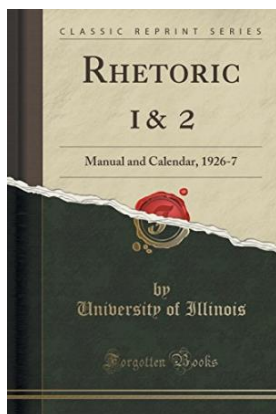 CLASSIC REPRINT SERIES
RHETORIC
1 & 2
Manual and Calendar, 1926-7
by
University of Illinois
Forgotten Books